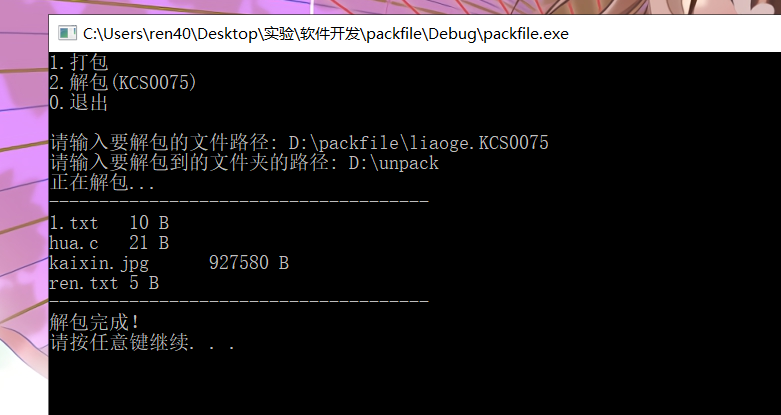 C:\Users\ren40\Desktop\实验\软件开发\packfile\Debug\packfile.exe
1.打包
2.解包(KCS0075)
0.退出
请输入要解包的文件路径: D:\packfile\liaoge.KCS0075
请输入要解包到的文件夹的路径: D:\unpack
正在解包...
--------------------------------------
1.txt   10 B
hua.c   21 B
kaixin.jpg      927580 B
ren.txt 5 B
--------------------------------------
解包完成!
请按任意键继续. . .